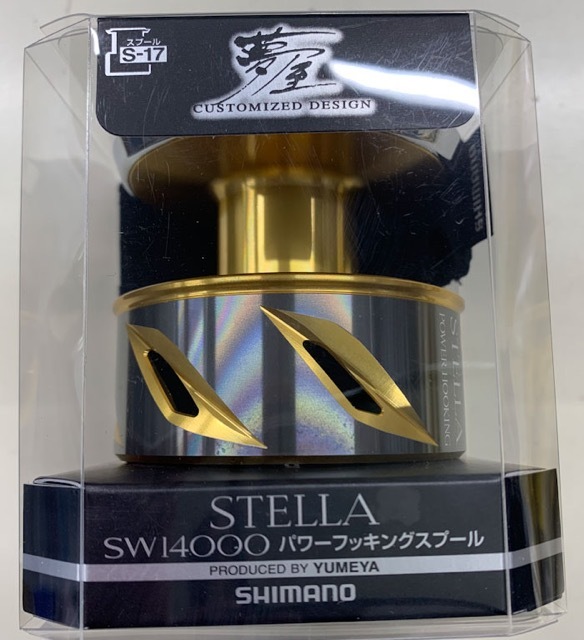 スプール
S-17
夢屋
CUSTOMIZED DESIGN
STELLA
POWER HOOKING
STELLA
SW14000 パワーフッキングスプール
PRODUCED BY YUMEYA
SHIMANO